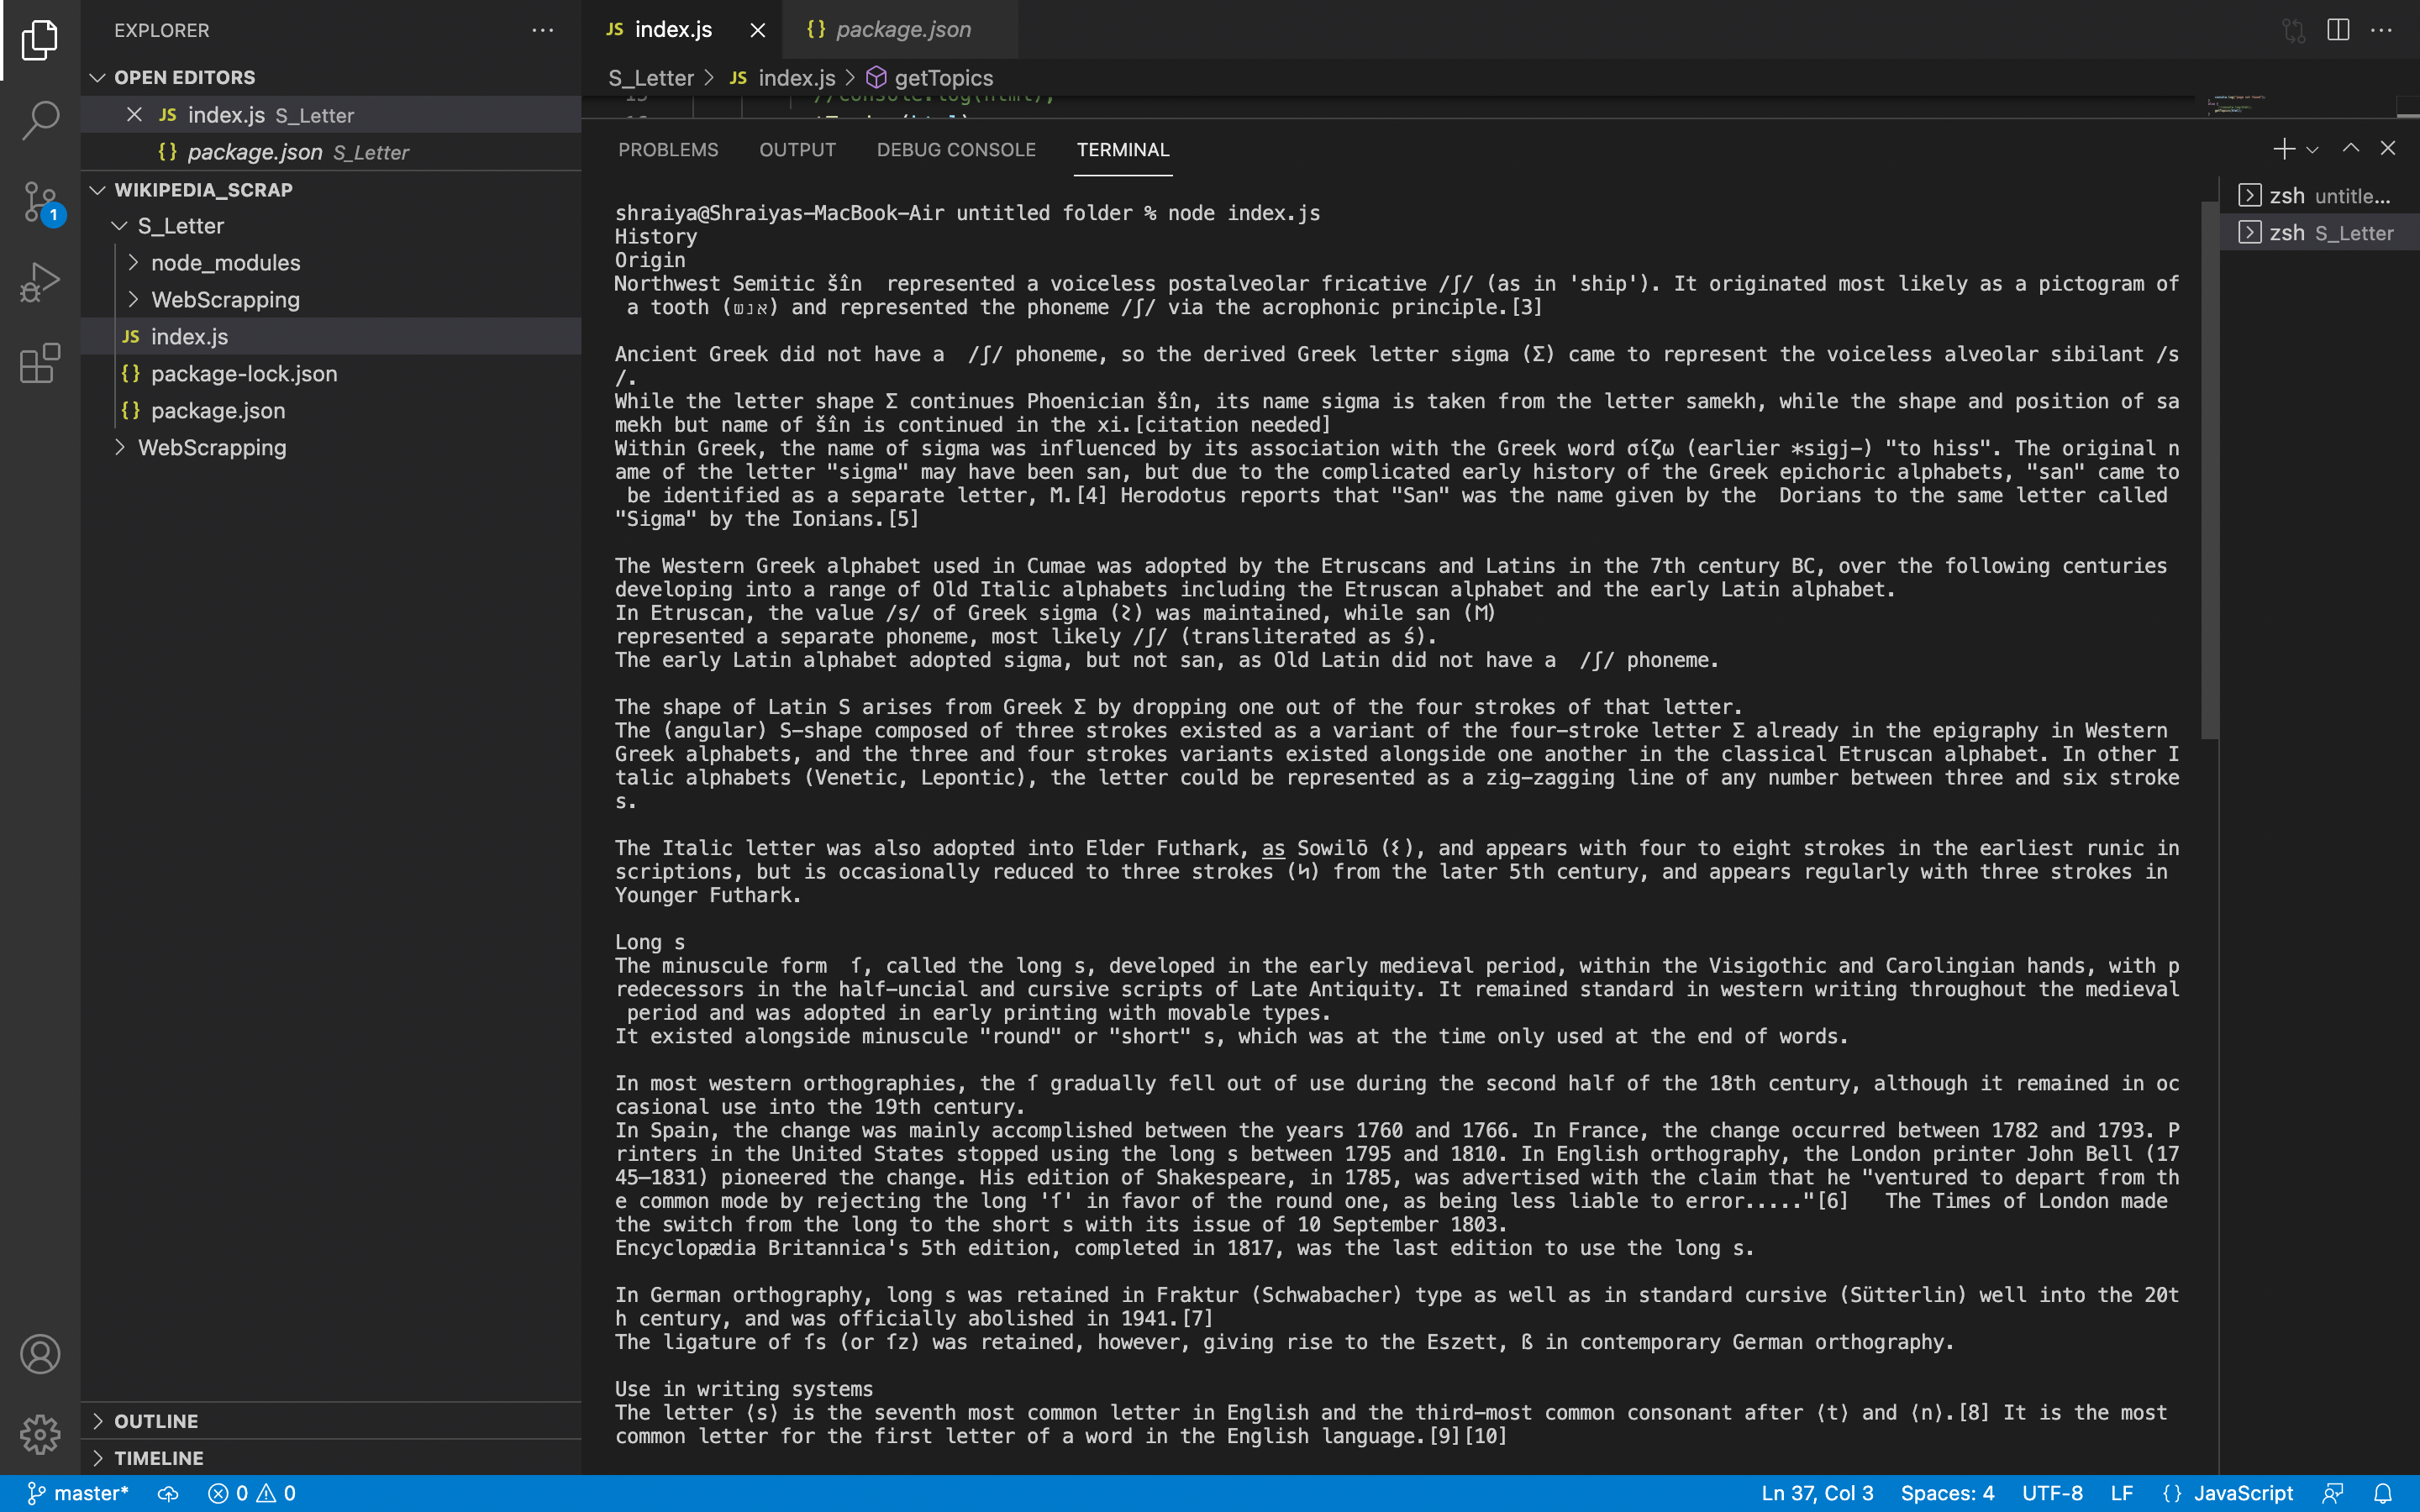 EXPLORER
OPEN EDITORS
JS index.js S_Letter
{} package.json S_Letter
WIKIPEDIA_SCRAP
S_Letter
node_modules
WebScrapping
JS index.js
{} package-lock.json
{} package.json
WebScrapping
OUTLINE
TIMELINE
1
JS index.js
{} package.json
S_Letter > JS index.js > getTopics
//console.log(html);
PROBLEMS OUTPUT DEBUG CONSOLE TERMINAL
zsh untitle...
zsh S_Letter
shraiya@Shraiyas-MacBook-Air untitled folder % node index.js
History
Origin
Northwest Semitic šîn  represented a voiceless postalveolar fricative /ʃ/ (as in 'ship'). It originated most likely as a pictogram of
 a tooth (שנא) and represented the phoneme /ʃ/ via the acrophonic principle.[3]
Ancient Greek did not have a  /ʃ/ phoneme, so the derived Greek letter sigma (Σ) came to represent the voiceless alveolar sibilant /s
/.
While the letter shape Σ continues Phoenician šîn, its name sigma is taken from the letter samekh, while the shape and position of sa
mekh but name of šîn is continued in the xi.[citation needed]
Within Greek, the name of sigma was influenced by its association with the Greek word σίζω (earlier *sigj-) "to hiss". The original n
ame of the letter "sigma" may have been san, but due to the complicated early history of the Greek epichoric alphabets, "san" came to
 be identified as a separate letter, Ϻ.[4] Herodotus reports that "San" was the name given by the  Dorians to the same letter called
"Sigma" by the Ionians.[5]
The Western Greek alphabet used in Cumae was adopted by the Etruscans and Latins in the 7th century BC, over the following centuries
developing into a range of Old Italic alphabets including the Etruscan alphabet and the early Latin alphabet.
In Etruscan, the value /s/ of Greek sigma (𐌔) was maintained, while san (𐌑)
represented a separate phoneme, most likely /ʃ/ (transliterated as ś).
The early Latin alphabet adopted sigma, but not san, as Old Latin did not have a  /ʃ/ phoneme.
The shape of Latin S arises from Greek Σ by dropping one out of the four strokes of that letter.
The (angular) S-shape composed of three strokes existed as a variant of the four-stroke letter Σ already in the epigraphy in Western
Greek alphabets, and the three and four strokes variants existed alongside one another in the classical Etruscan alphabet. In other I
talic alphabets (Venetic, Lepontic), the letter could be represented as a zig-zagging line of any number between three and six stroke
s.
The Italic letter was also adopted into Elder Futhark, as Sowilō (ᛊ), and appears with four to eight strokes in the earliest runic in
scriptions, but is occasionally reduced to three strokes (ᛋ) from the later 5th century, and appears regularly with three strokes in
Younger Futhark.
Long s
The minuscule form  ſ, called the long s, developed in the early medieval period, within the Visigothic and Carolingian hands, with p
redecessors in the half-uncial and cursive scripts of Late Antiquity. It remained standard in western writing throughout the medieval
 period and was adopted in early printing with movable types.
It existed alongside minuscule "round" or "short" s, which was at the time only used at the end of words.
In most western orthographies, the ſ gradually fell out of use during the second half of the 18th century, although it remained in oc
casional use into the 19th century.
In Spain, the change was mainly accomplished between the years 1760 and 1766. In France, the change occurred between 1782 and 1793. P
rinters in the United States stopped using the long s between 1795 and 1810. In English orthography, the London printer John Bell (17
45–1831) pioneered the change. His edition of Shakespeare, in 1785, was advertised with the claim that he "ventured to depart from th
e common mode by rejecting the long 'ſ' in favor of the round one, as being less liable to error....."[6]   The Times of London made
the switch from the long to the short s with its issue of 10 September 1803.
Encyclopædia Britannica's 5th edition, completed in 1817, was the last edition to use the long s.
In German orthography, long s was retained in Fraktur (Schwabacher) type as well as in standard cursive (Sütterlin) well into the 20t
h century, and was officially abolished in 1941.[7]
The ligature of ſs (or ſz) was retained, however, giving rise to the Eszett, ß in contemporary German orthography.
Use in writing systems
The letter ⟨s⟩ is the seventh most common letter in English and the third-most common consonant after ⟨t⟩ and ⟨n⟩.[8] It is the most
common letter for the first letter of a word in the English language.[9][10]
master* 0 0 Ln 37, Col 3 Spaces: 4 UTF-8 LF {} JavaScript